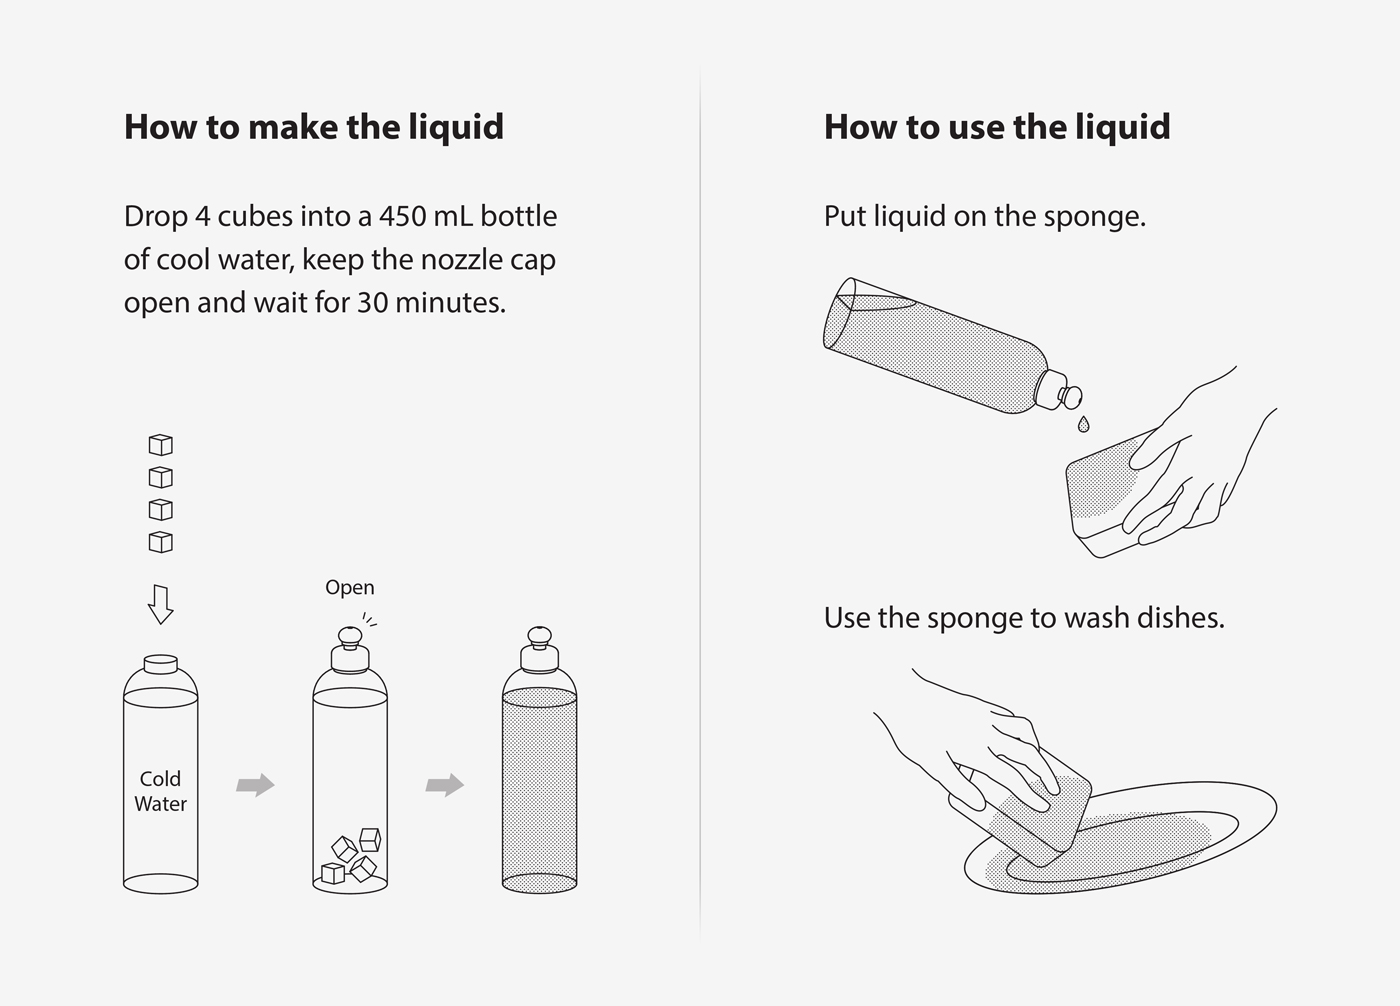 How to make the liquid
Drop 4 cubes into a 450 mL bottle
of cool water, keep the nozzle cap
open and wait for 30 minutes.
Open
Cold
Water
How to use the liquid
Put liquid on the sponge.
Use the sponge to wash dishes.